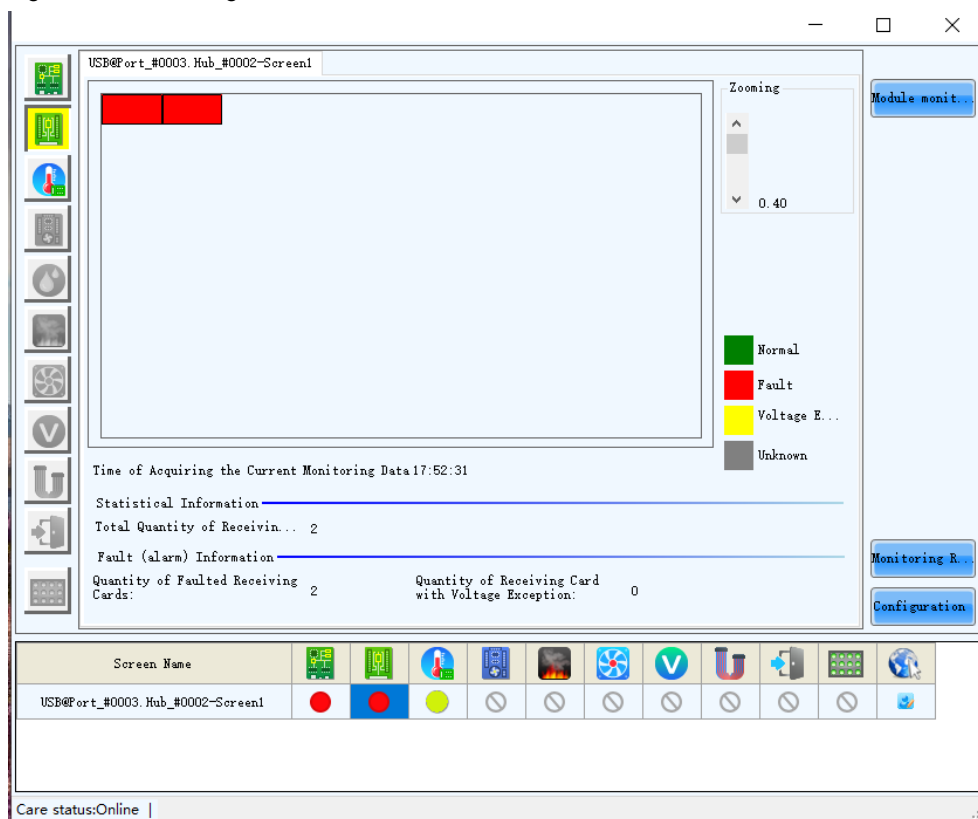 USB@Port_#0003.Hub_#0002-Screen1
Zooming
Module monit...
0.40
Normal
Fault
Voltage E...
Unknown
Time of Acquiring the Current Monitoring Data 17:52:31
Statistical Information
Total Quantity of Receivin... 2
Fault (alarm) Information
Monitoring R...
Quantity of Faulted Receiving Cards: 2
Quantity of Receiving Card with Voltage Exception: 0
Configuration
Screen Name
USB@Port_#0003.Hub_#0002-Screen1
Care status:Online |